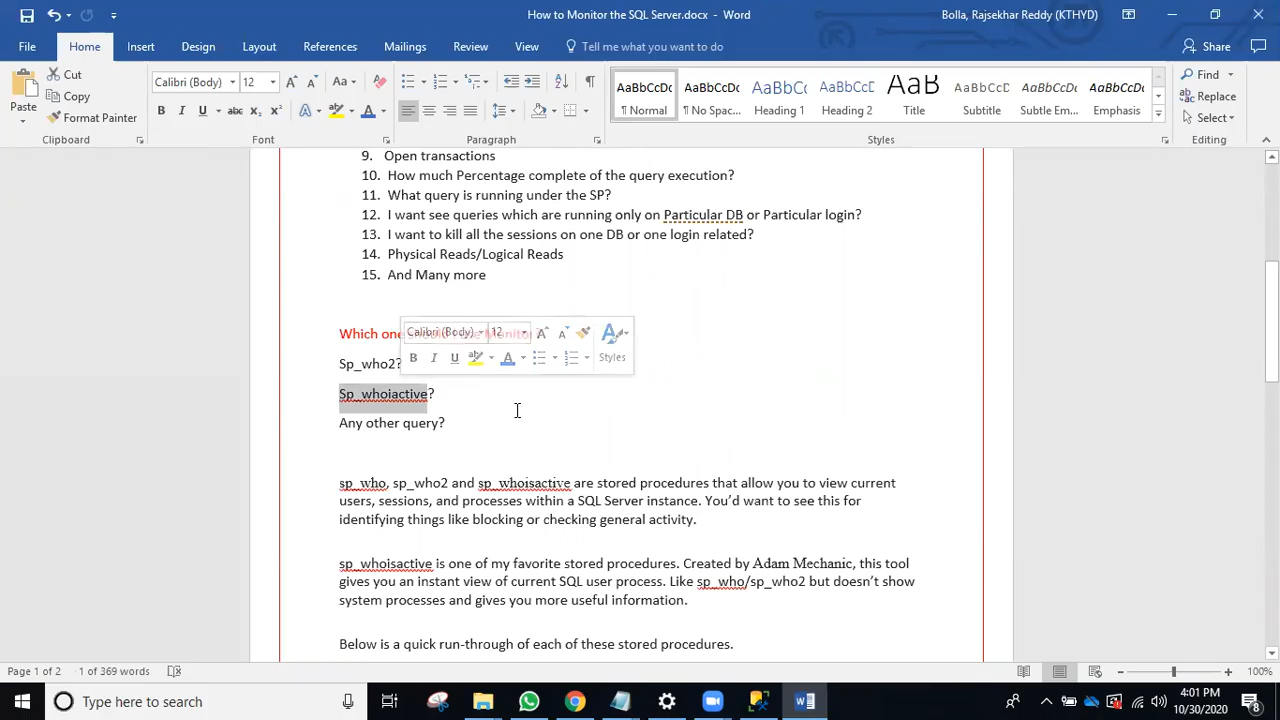 How to Monitor the SQL Server.docx - Word
Bolla, Rajsekhar Reddy (KTHYD)
File Home Insert Design Layout References Mailings Review View Tell me what you want to do Share
Paste
Cut
Copy
Format Painter
Calibri (Body) 12
Aa
B I U abc x₂ x² A A
AaBbCcDc AaBbCcDc AaBbCc AaBbCcC AaB AaBbCcD AaBbCcDc AaBbCcDc
¶ Normal ¶ No Spac... Heading 1 Heading 2 Title Subtitle Subtle Em... Emphasis
Find
Replace
Select
Clipboard Font Paragraph Styles Editing
9. Open transactions
10. How much Percentage complete of the query execution?
11. What query is running under the SP?
12. I want see queries which are running only on Particular DB or Particular login?
13. I want to kill all the sessions on one DB or one login related?
14. Physical Reads/Logical Reads
15. And Many more
Which one should
Calibri (Body) 12
B I U A Styles
Sp_who2?
Sp_whoiactive?
Any other query?
sp_who, sp_who2 and sp_whoisactive are stored procedures that allow you to view current
users, sessions, and processes within a SQL Server instance. You'd want to see this for
identifying things like blocking or checking general activity.
sp_whoisactive is one of my favorite stored procedures. Created by Adam Mechanic, this tool
gives you an instant view of current SQL user process. Like sp_who/sp_who2 but doesn't show
system processes and gives you more useful information.
Below is a quick run-through of each of these stored procedures.
Page 1 of 2 1 of 369 words 100%
Type here to search
4:01 PM
10/30/2020
8